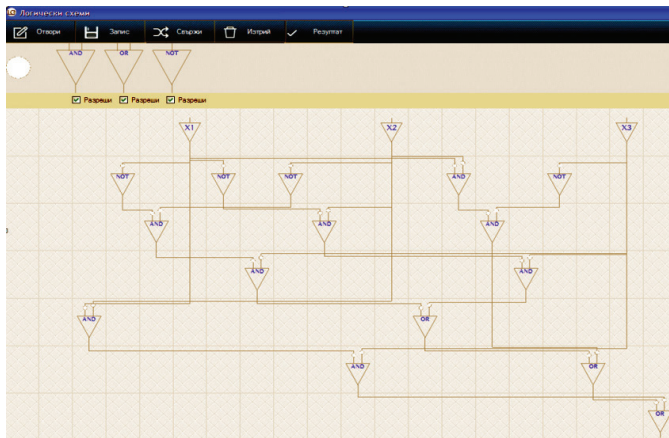 Логически схеми
Отвори Запис Свържи Изтрий Резултат
AND OR NOT
Разреши Разреши Разреши
X1 X2 X3
NOT NOT NOT AND NOT
AND AND AND
AND AND
AND OR
AND OR
OR